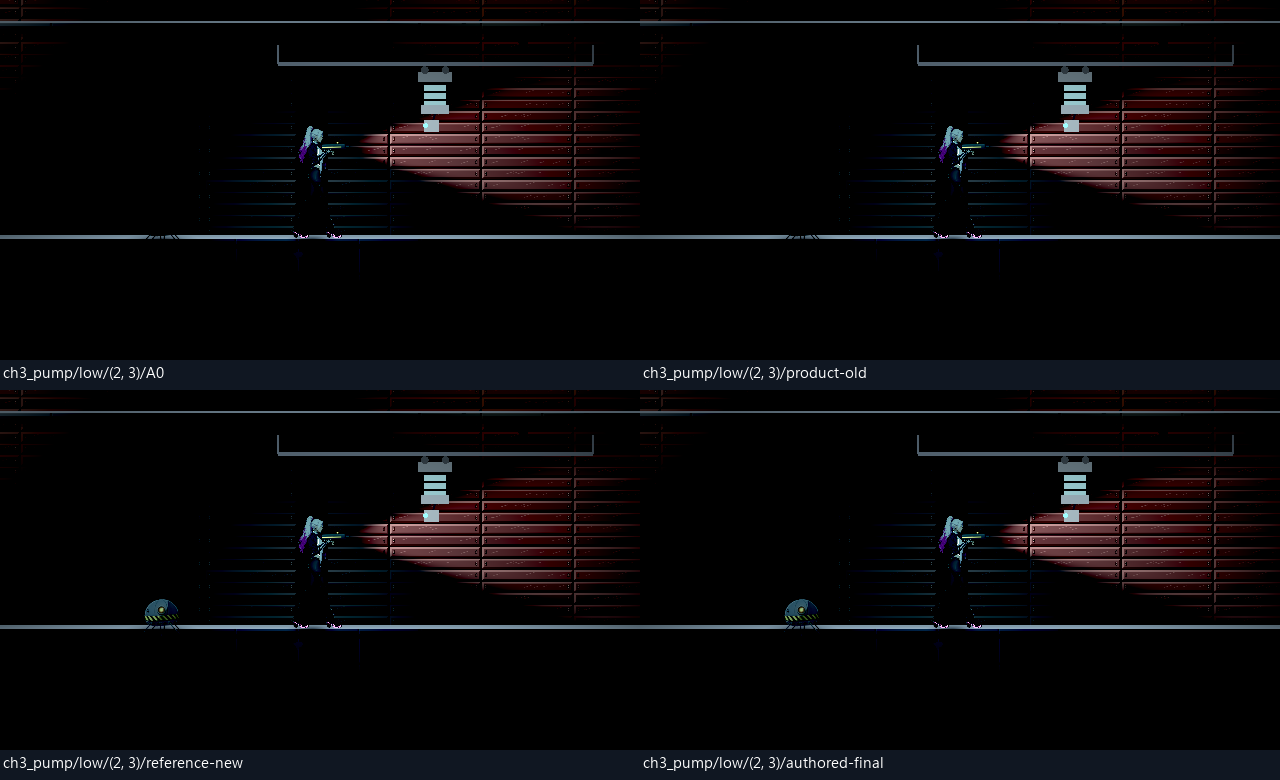 ch3_pump/low/(2, 3)/A0
ch3_pump/low/(2, 3)/product-old
ch3_pump/low/(2, 3)/reference-new
ch3_pump/low/(2, 3)/authored-final